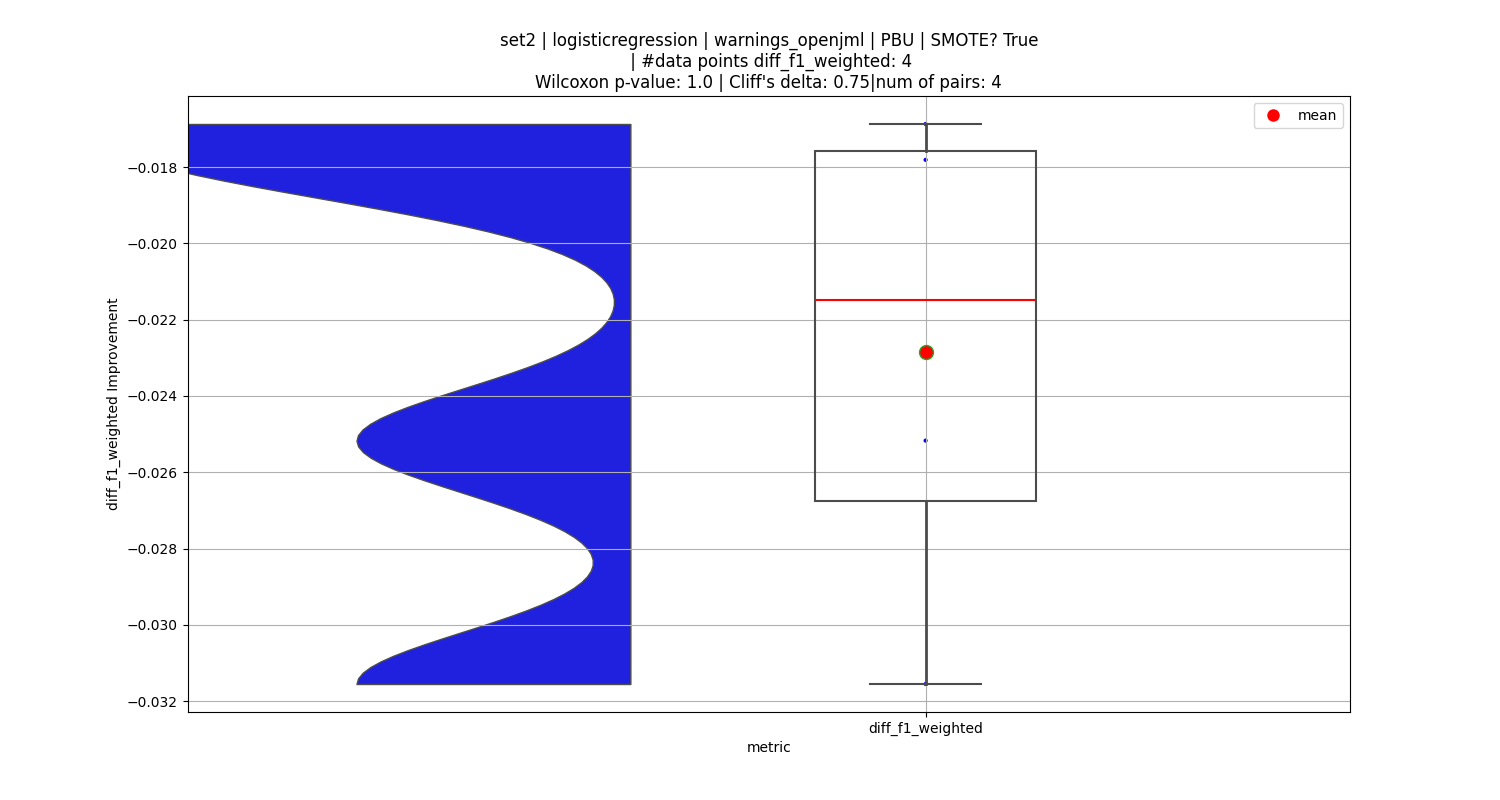 set2 | logisticregression | warnings_openjml | PBU | SMOTE? True
| #data points diff_f1_weighted: 4
Wilcoxon p-value: 1.0 | Cliff's delta: 0.75|num of pairs: 4
mean
−0.018
−0.020
−0.022
−0.024
−0.026
−0.028
−0.030
−0.032
diff_f1_weighted Improvement
diff_f1_weighted
metric